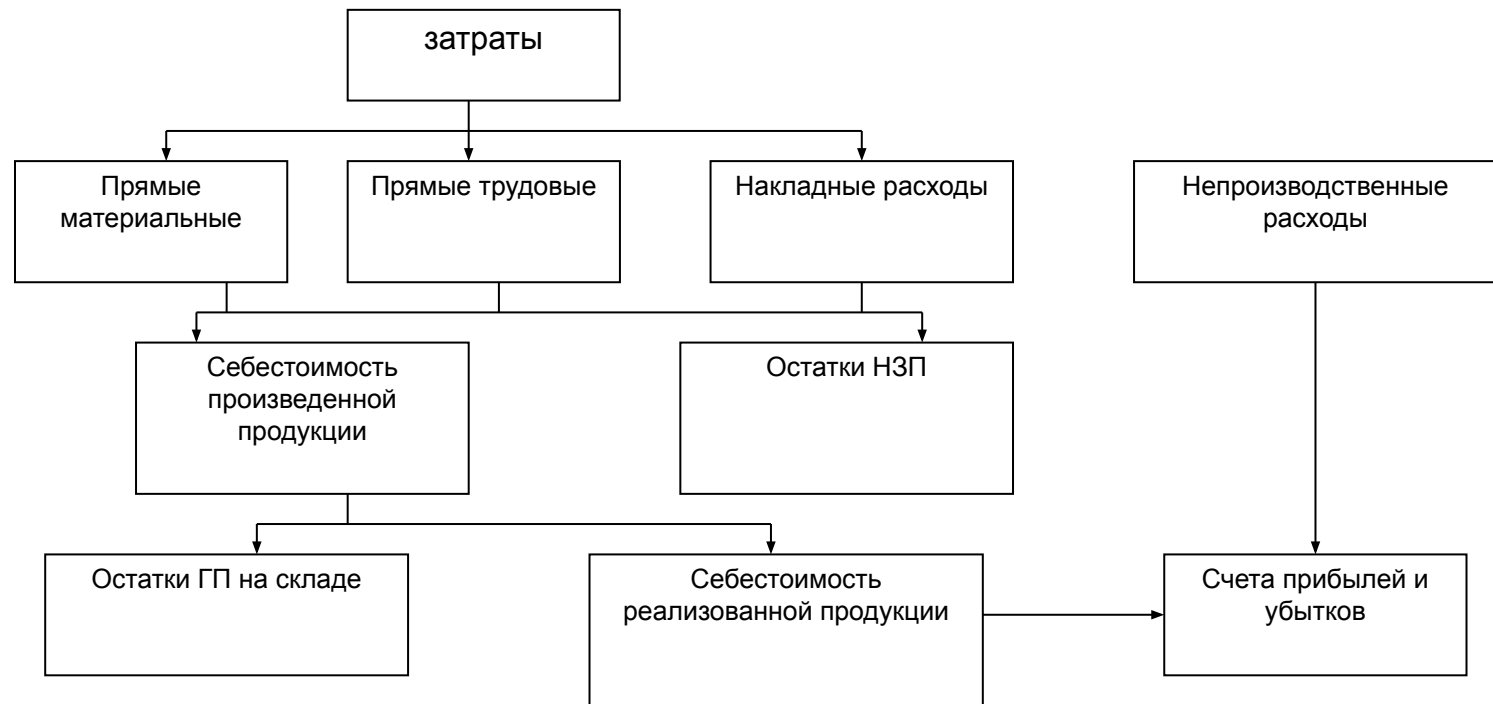 затраты
Прямые
материальные
Прямые трудовые
Накладные расходы
Непроизводственные
расходы
Себестоимость
произведенной
продукции
Остатки НЗП
Остатки ГП на складе
Себестоимость
реализованной продукции
Счета прибылей и
убытков